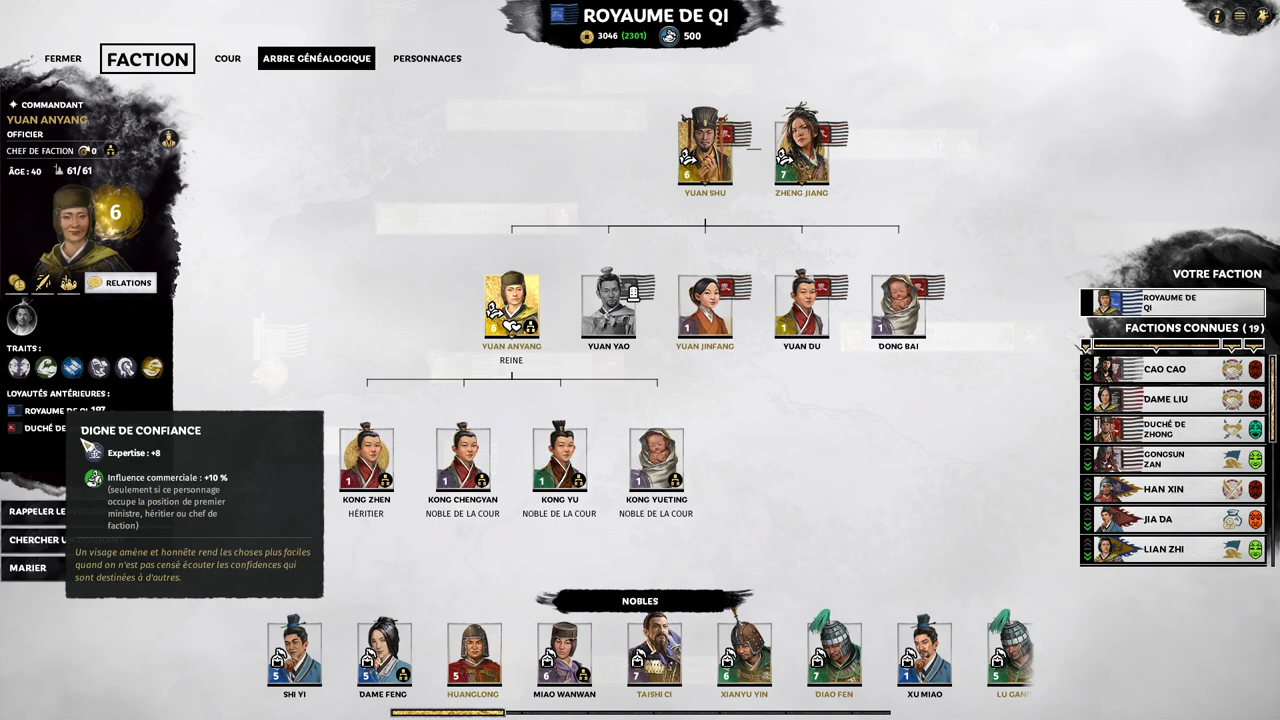 ROYAUME DE QI
3046 (2301) 500
FERMER FACTION COUR ARBRE GÉNÉALOGIQUE PERSONNAGES
COMMANDANT
YUAN ANYANG
OFFICIER
CHEF DE FACTION 0
ÂGE : 40 61/61
6
RELATIONS
TRAITS :
LOYAUTÉS ANTÉRIEURES :
ROYAUME DE QI 197
DUCHÉ DE
DIGNE DE CONFIANCE
Expertise : +8
Influence commerciale : +10 %
(seulement si ce personnage
occupe la position de premier
ministre, héritier ou chef de
faction)
Un visage amène et honnête rend les choses plus faciles
quand on n'est pas censé écouter les confidences qui
sont destinées à d'autres.
RAPPELER LE
CHERCHER U
MARIER
6 7
YUAN SHU ZHENG JIANG
6 1 1 1
YUAN ANYANG YUAN YAO YUAN JINFANG YUAN DU DONG BAI
REINE
1 1 1 1
KONG ZHEN KONG CHENGYAN KONG YU KONG YUETING
HÉRITIER NOBLE DE LA COUR NOBLE DE LA COUR NOBLE DE LA COUR
NOBLES
5 5 5 6 7 6 7 1 5
SHI YI DAME FENG HUANGLONG MIAO WANWAN TAISHI CI XIANYU YIN DIAO FEN XU MIAO LU GAN
VOTRE FACTION
ROYAUME DE
QI
FACTIONS CONNUES ( 19 )
CAO CAO
DAME LIU
DUCHÉ DE
ZHONG
GONGSUN
ZAN
HAN XIN
JIA DA
LIAN ZHI